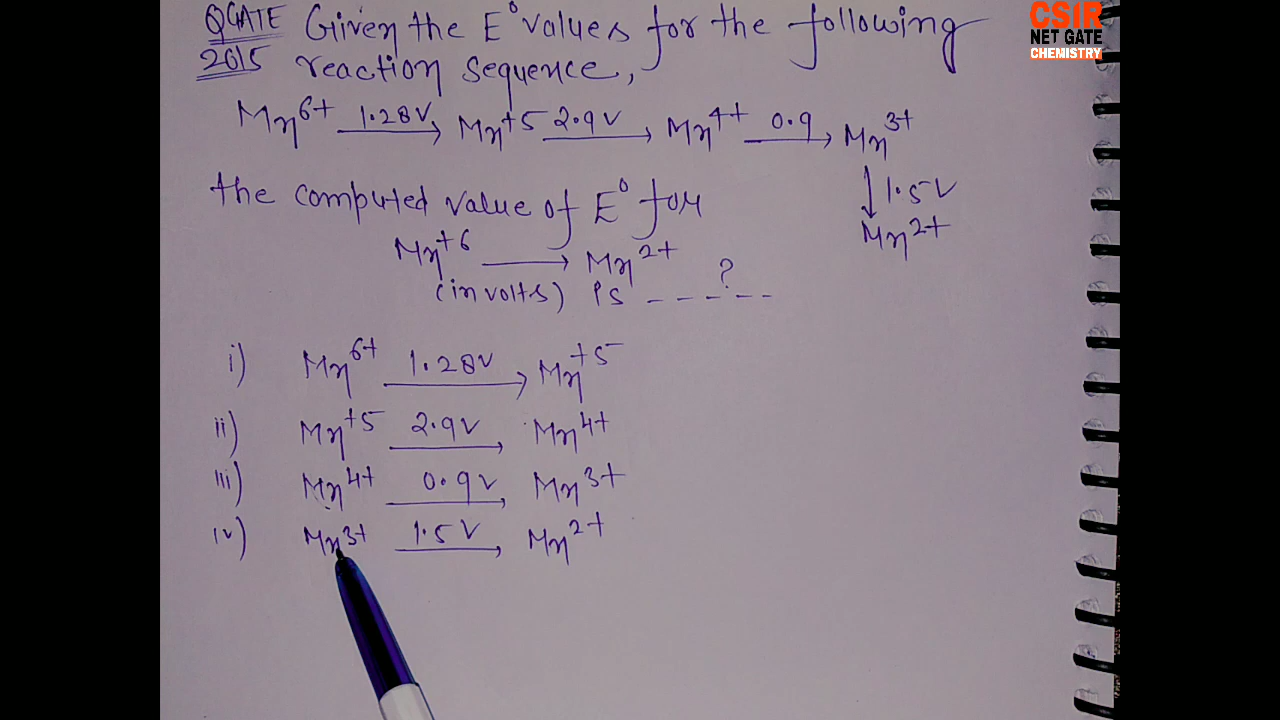 QGATE Given the E° values for the following
2015 reaction sequence,
CSIR
NET GATE
CHEMISTRY
Mn⁶⁺ 1.28V→ Mn⁺⁵ 2.9V→ Mn⁴⁺ 0.9→ Mn³⁺
↓ 1.5V
Mn²⁺
the computed value of E° for
Mn⁺⁶ → Mn²⁺
(in volts) is -----?
i) Mn⁶⁺ 1.28V→ Mn⁺⁵
ii) Mn⁺⁵ 2.9V→ Mn⁴⁺
iii) Mn⁴⁺ 0.9V→ Mn³⁺
iv) Mn³⁺ 1.5V→ Mn²⁺